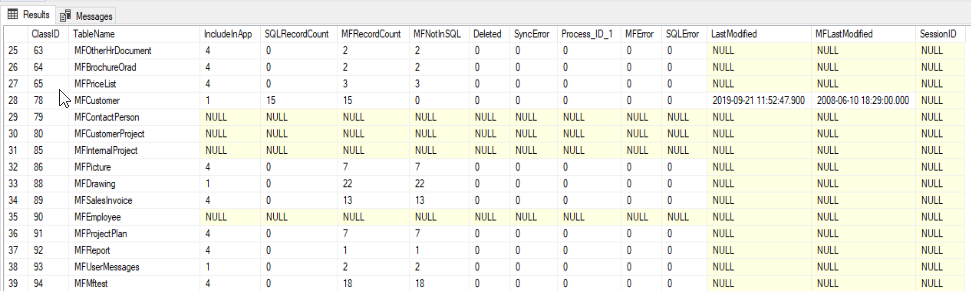 Results Messages
ClassID TableName IncludeInApp SQLRecordCount MFRecordCount MFNotInSQL Deleted SyncError Process_ID_1 MFError SQLError LastModified MFLastModified SessionID
25 63 MFOtherHrDocument 4 0 2 2 0 0 0 0 0 NULL NULL NULL
26 64 MFBrochureOrad 4 0 2 2 0 0 0 0 0 NULL NULL NULL
27 65 MFPriceList 4 0 3 3 0 0 0 0 0 NULL NULL NULL
28 78 MFCustomer 1 15 15 0 0 0 0 0 0 2019-09-21 11:52:47.900 2008-06-10 18:29:00.000 NULL
29 79 MFContactPerson NULL NULL NULL NULL NULL NULL NULL NULL NULL NULL NULL NULL
30 80 MFCustomerProject NULL NULL NULL NULL NULL NULL NULL NULL NULL NULL NULL NULL
31 85 MFInternalProject NULL NULL NULL NULL NULL NULL NULL NULL NULL NULL NULL NULL
32 86 MFPicture 4 0 7 7 0 0 0 0 0 NULL NULL NULL
33 88 MFDrawing 1 0 22 22 0 0 0 0 0 NULL NULL NULL
34 89 MFSalesInvoice 4 0 13 13 0 0 0 0 0 NULL NULL NULL
35 90 MFEmployee NULL NULL NULL NULL NULL NULL NULL NULL NULL NULL NULL NULL
36 91 MFProjectPlan 4 0 7 7 0 0 0 0 0 NULL NULL NULL
37 92 MFReport 4 0 1 1 0 0 0 0 0 NULL NULL NULL
38 93 MFUserMessages 1 0 2 2 0 0 0 0 0 NULL NULL NULL
39 94 MFMftest 4 0 18 18 0 0 0 0 0 NULL NULL NULL